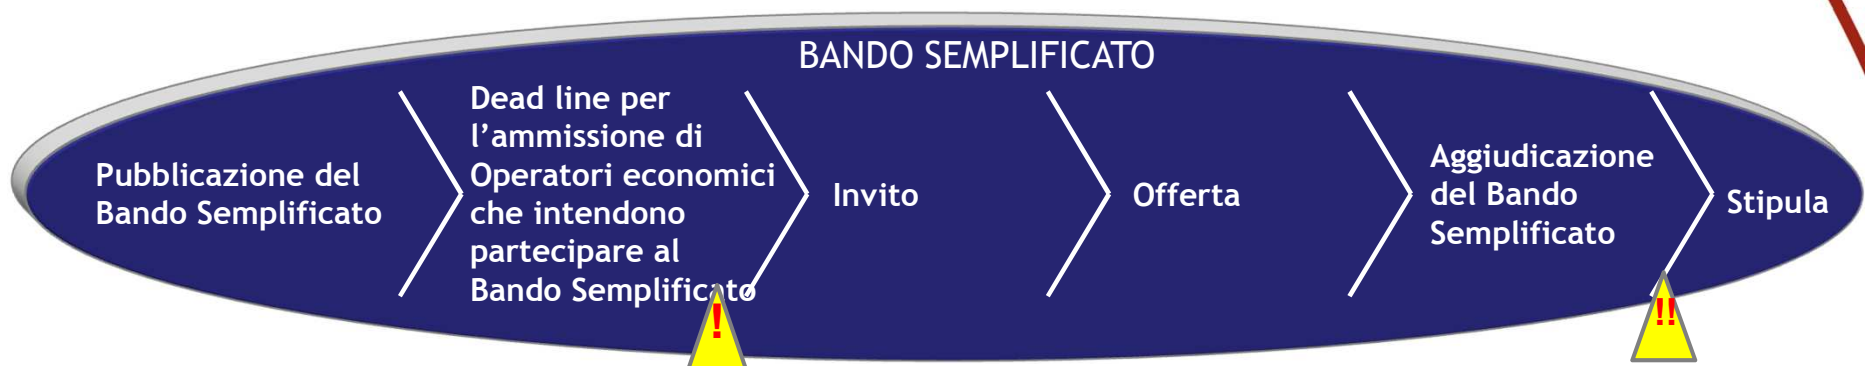 BANDO SEMPLIFICATO
Pubblicazione del
Bando Semplificato
Dead line per
l’ammissione di
Operatori economici
che intendono
partecipare al
Bando Semplificato
!
Invito
Offerta
Aggiudicazione
del Bando
Semplificato
!!
Stipula